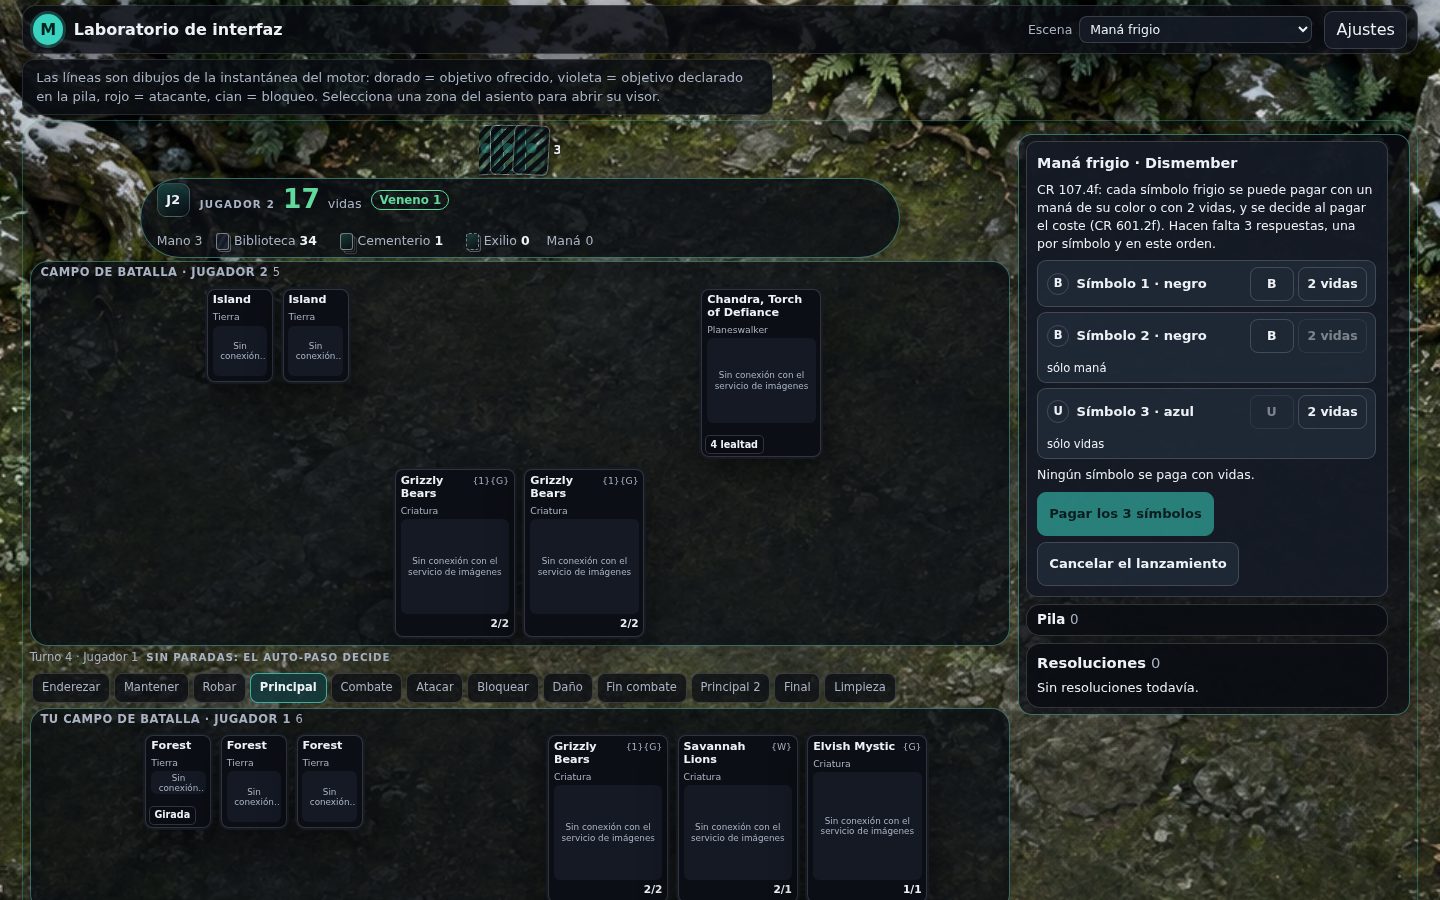 M Laboratorio de interfaz
Escena Maná frigio Ajustes
Las líneas son dibujos de la instantánea del motor: dorado = objetivo ofrecido, violeta = objetivo declarado
en la pila, rojo = atacante, cian = bloqueo. Selecciona una zona del asiento para abrir su visor.
3
J2 JUGADOR 2 17 vidas Veneno 1
Mano 3 Biblioteca 34 Cementerio 1 Exilio 0 Maná 0
CAMPO DE BATALLA · JUGADOR 2 5
Island
Tierra
Sin
conexión..
Island
Tierra
Sin
conexión..
Chandra, Torch
of Defiance
Planeswalker
Sin conexión con el
servicio de imágenes
4 lealtad
Grizzly {1}{G}
Bears
Criatura
Sin conexión con el
servicio de imágenes
2/2
Grizzly {1}{G}
Bears
Criatura
Sin conexión con el
servicio de imágenes
2/2
Turno 4 · Jugador 1 SIN PARADAS: EL AUTO-PASO DECIDE
Enderezar Mantener Robar Principal Combate Atacar Bloquear Daño Fin combate Principal 2 Final Limpieza
TU CAMPO DE BATALLA · JUGADOR 1 6
Forest
Tierra
Sin
conexión..
Girada
Forest
Tierra
Sin
conexión..
Forest
Tierra
Sin
conexión..
Grizzly {1}{G}
Bears
Criatura
Sin conexión con el
servicio de imágenes
2/2
Savannah {W}
Lions
Criatura
Sin conexión con el
servicio de imágenes
2/1
Elvish Mystic {G}
Criatura
Sin conexión con el
servicio de imágenes
1/1
Maná frigio · Dismember
CR 107.4f: cada símbolo frigio se puede pagar con un
maná de su color o con 2 vidas, y se decide al pagar
el coste (CR 601.2f). Hacen falta 3 respuestas, una
por símbolo y en este orden.
B Símbolo 1 · negro B 2 vidas
B Símbolo 2 · negro B 2 vidas
sólo maná
U Símbolo 3 · azul U 2 vidas
sólo vidas
Ningún símbolo se paga con vidas.
Pagar los 3 símbolos
Cancelar el lanzamiento
Pila 0
Resoluciones 0
Sin resoluciones todavía.